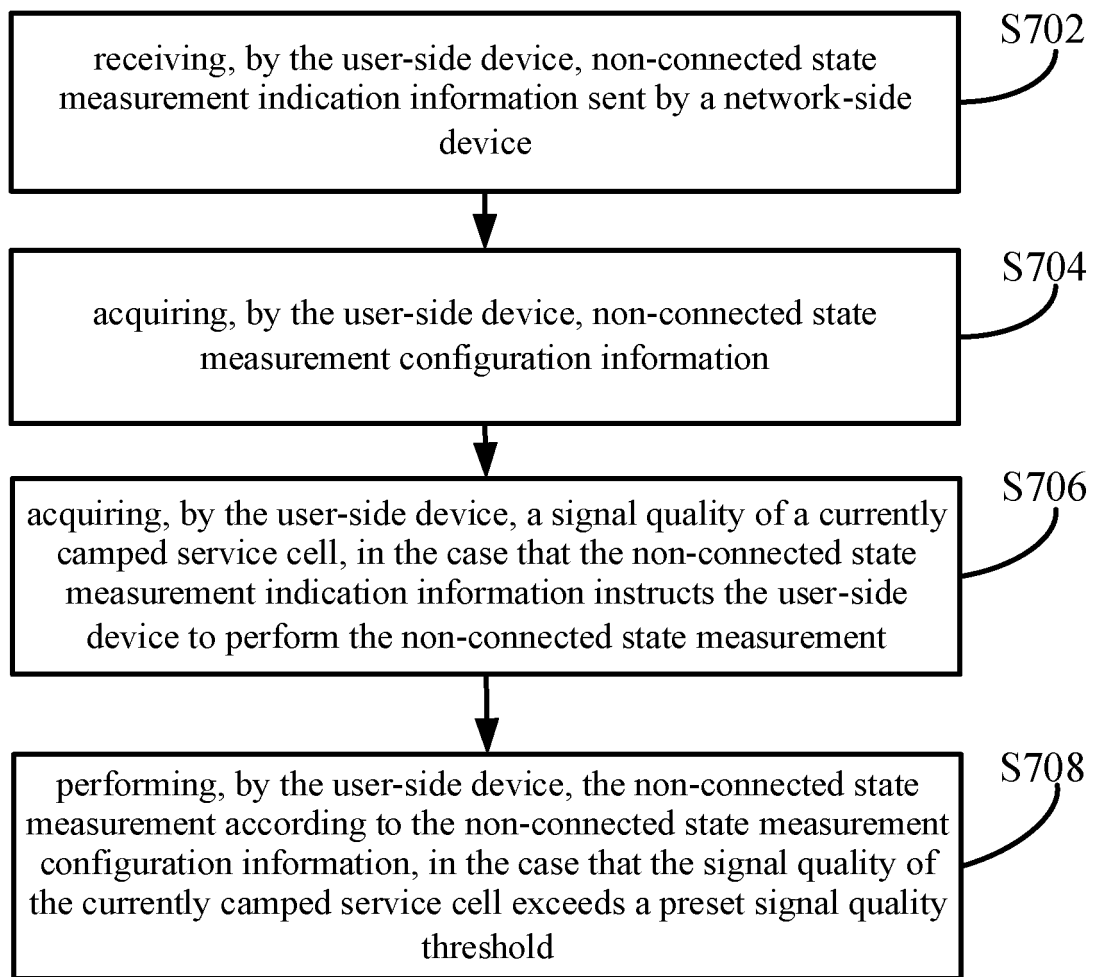 receiving, by the user-side device, non-connected state
measurement indication information sent by a network-side
device
S702
acquiring, by the user-side device, non-connected state
measurement configuration information
S704
acquiring, by the user-side device, a signal quality of a currently
camped service cell, in the case that the non-connected state
measurement indication information instructs the user-side
device to perform the non-connected state measurement
S706
performing, by the user-side device, the non-connected state
measurement according to the non-connected state measurement
configuration information, in the case that the signal quality of
the currently camped service cell exceeds a preset signal quality
threshold
S708